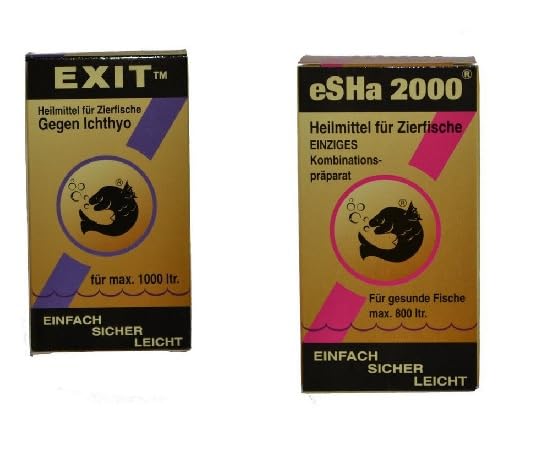 EXIT™
Heilmittel für Zierfische
Gegen Ichthyo
®
für max. 1000 ltr.
EINFACH
SICHER
LEICHT
eSHa 2000®
Heilmittel für Zierfische
EINZIGES
Kombinations-
präparat
®
Für gesunde Fische
max. 800 ltr.
EINFACH
SICHER
LEICHT